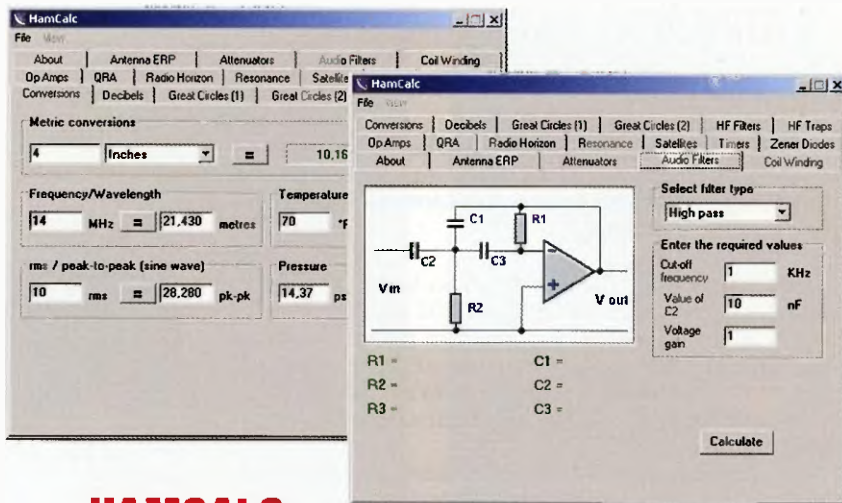 HamCalc
File View
About Antenna ERP Attenuators Audio Filters Coil Winding
Op Amps QRA Radio Horizon Resonance Satellite
Conversions Decibels Great Circles (1) Great Circles (2)
Metric conversions
4 Inches = 10,16
Frequency/Wavelength
14 MHz = 21,430 metres
Temperature
70 °F
rms / peak-to-peak (sine wave)
10 rms = 28,280 pk-pk
Pressure
14,37 ps
HamCalc
File View
Conversions Decibels Great Circles (1) Great Circles (2) HF Filters HF Traps
Op Amps QRA Radio Horizon Resonance Satellites Timers Zener Diodes
About Antenna ERP Attenuators Audio Filters Coil Winding
C1 R1
C2 C3
V in R2 V out
Select filter type
High pass
Enter the required values
Cut-off frequency 1 KHz
Value of C2 10 nF
Voltage gain 1
R1 = C1 =
R2 = C2 =
R3 = C3 =
Calculate